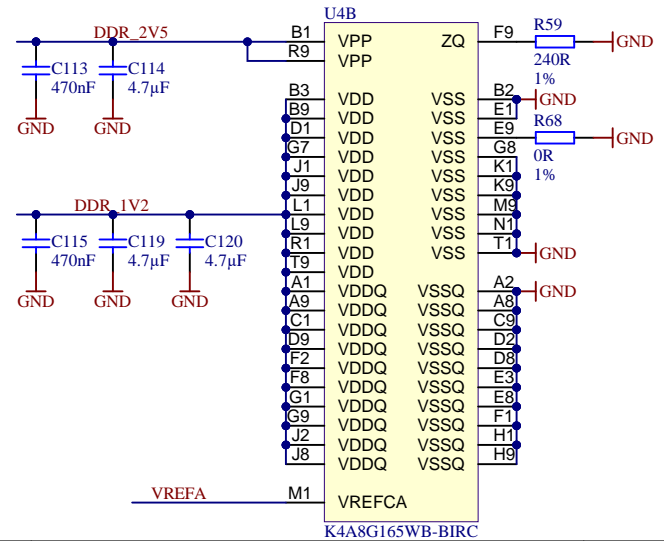 U4B
DDR_2V5
B1
VPP
ZQ
F9
R59
GND
R9
VPP
240R
1%
C113
470nF
C114
4.7µF
GND
GND
B3
VDD
VSS
B2
GND
B9
VDD
VSS
E1
R68
D1
VDD
VSS
E9
GND
G7
VDD
VSS
G8
0R
1%
J1
VDD
VSS
K1
J9
VDD
VSS
K9
DDR_1V2
L1
VDD
VSS
M9
L9
VDD
VSS
N1
R1
VDD
VSS
T1
GND
C115
470nF
C119
4.7µF
C120
4.7µF
GND
GND
GND
T9
VDD
A1
VDDQ
VSSQ
A2
GND
A9
VDDQ
VSSQ
A8
C1
VDDQ
VSSQ
C9
D9
VDDQ
VSSQ
D2
F2
VDDQ
VSSQ
D8
F8
VDDQ
VSSQ
E3
G1
VDDQ
VSSQ
E8
G9
VDDQ
VSSQ
F1
J2
VDDQ
VSSQ
H1
J8
VDDQ
VSSQ
H9
VREFA
M1
VREFCA
K4A8G165WB-BIRC